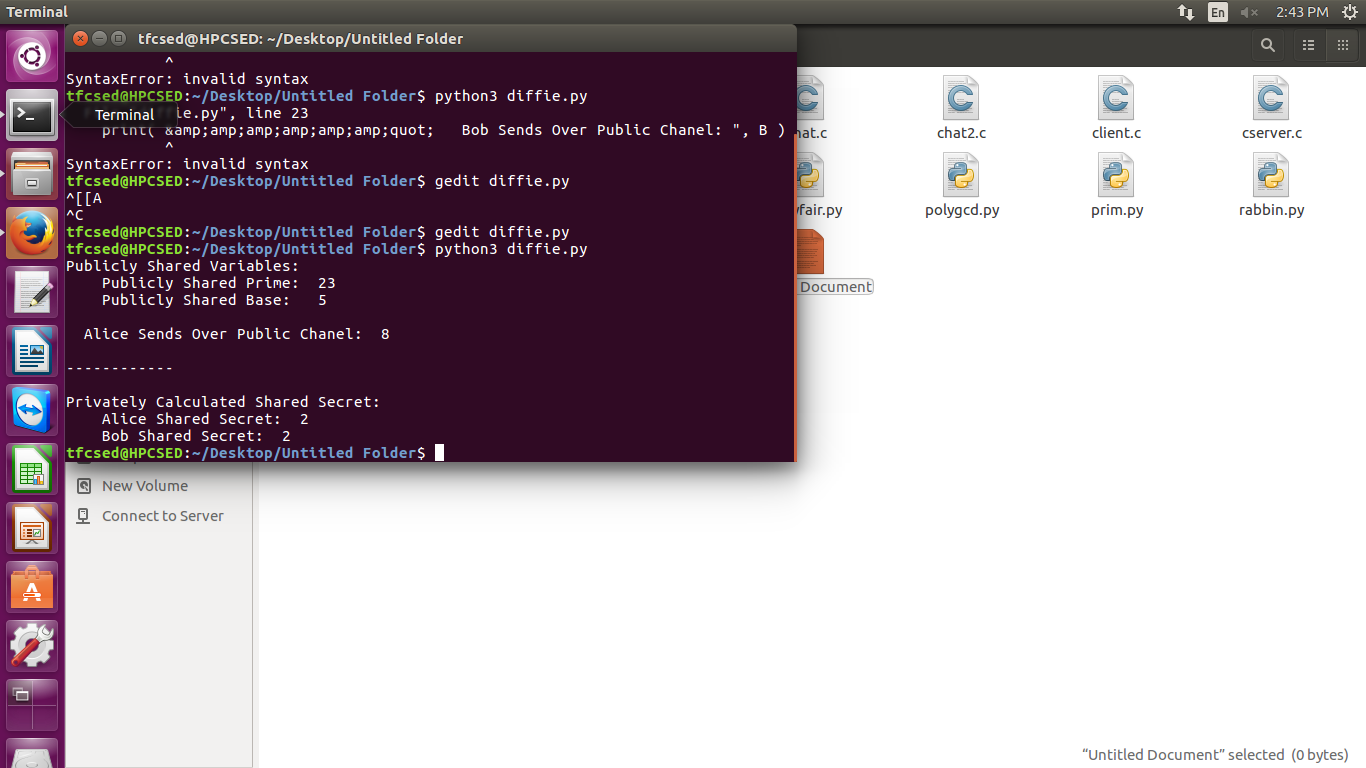 Terminal
En
2:43 PM
tfcsed@HPCSED: ~/Desktop/Untitled Folder
^
SyntaxError: invalid syntax
tfcsed@HPCSED:~/Desktop/Untitled Folder$ python3 diffie.py
Terminal
ie.py", line 23
print( &amp;amp;amp;amp;amp;amp;quot;   Bob Sends Over Public Chanel: ", B )
^
SyntaxError: invalid syntax
tfcsed@HPCSED:~/Desktop/Untitled Folder$ gedit diffie.py
^[[A
^C
tfcsed@HPCSED:~/Desktop/Untitled Folder$ gedit diffie.py
tfcsed@HPCSED:~/Desktop/Untitled Folder$ python3 diffie.py
Publicly Shared Variables:
    Publicly Shared Prime:  23
    Publicly Shared Base:   5
  Alice Sends Over Public Chanel:  8
------------
Privately Calculated Shared Secret:
    Alice Shared Secret:  2
    Bob Shared Secret:  2
tfcsed@HPCSED:~/Desktop/Untitled Folder$
New Volume
Connect to Server
hat.c
chat2.c
client.c
cserver.c
fair.py
polygcd.py
prim.py
rabbin.py
Document
“Untitled Document” selected (0 bytes)